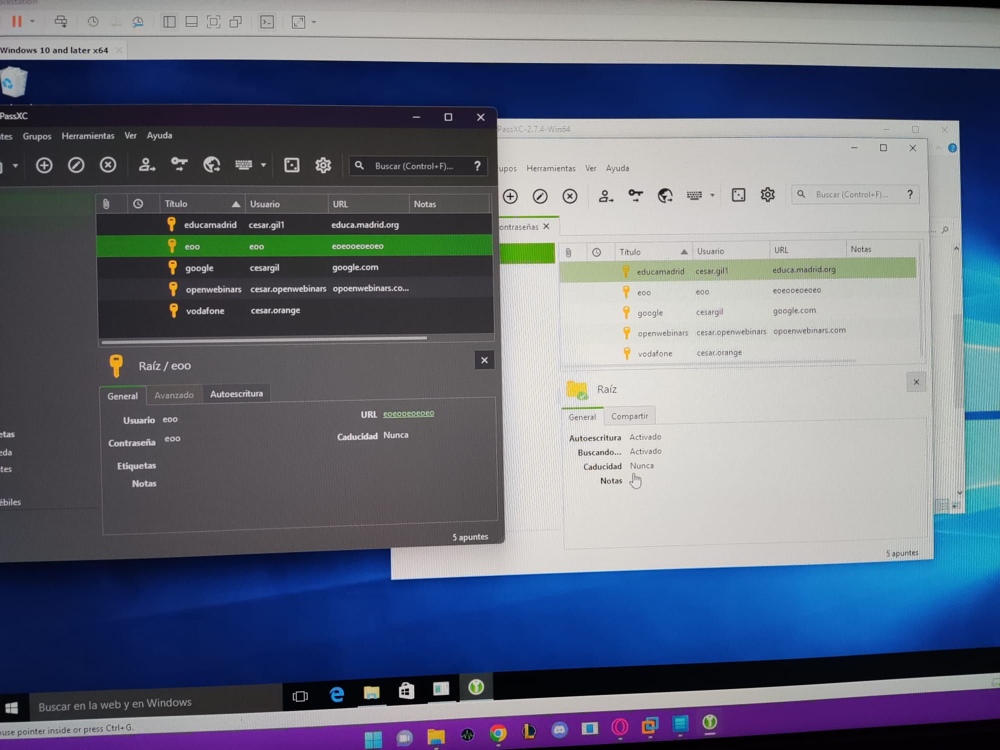 Windows 10 and later x64
PassXC
Grupos Herramientas Ver Ayuda
Buscar (Control+F)... ?
Título Usuario URL Notas
educamadrid cesar.gil1 educa.madrid.org
eoo eoo eoeooeoeoeo
google cesargil google.com
openwebinars cesar.openwebinars opoenwebinars.co...
vodafone cesar.orange
Raíz / eoo
General Avanzado Autoescritura
Usuario eoo
URL eoeooeoeoeo
Contraseña eoo
Caducidad Nunca
Etiquetas
Notas
etas
eda
tes
ébiles
5 apuntes
PassXC-2.7.4-Win64
upos Herramientas Ver Ayuda
Buscar (Control+F)... ?
ontraseñas
Título Usuario URL Notas
educamadrid cesar.gil1 educa.madrid.org
eoo eoo eoeooeoeoeo
google cesargil google.com
openwebinars cesar.openwebinars opoenwebinars.com
vodafone cesar.orange
Raíz
General Compartir
Autoescritura Activado
Buscando... Activado
Caducidad Nunca
Notas
5 apuntes
Buscar en la web y en Windows
use pointer inside or press Ctrl+G.